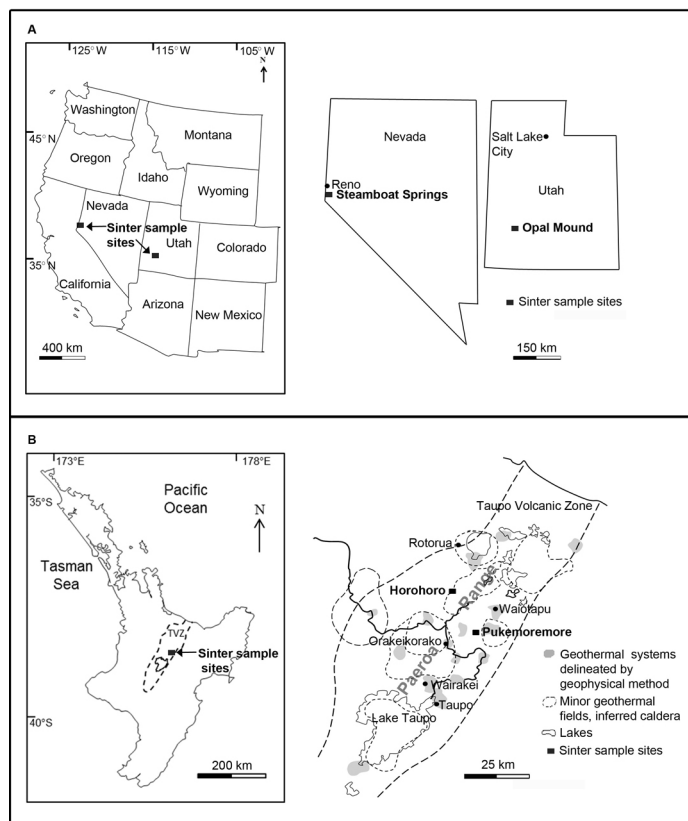 A
125° W
115° W
105° W
N
45° N
35° N
Washington
Montana
Oregon
Idaho
Wyoming
Nevada
Sinter sample
sites
Utah
Colorado
California
Arizona
New Mexico
400 km
Nevada
Reno
Steamboat Springs
Salt Lake
City
Utah
Opal Mound
Sinter sample sites
150 km
B
173°E
178°E
35°S
40°S
Pacific
Ocean
N
Tasman
Sea
TVZ
Sinter sample
sites
200 km
Taupo Volcanic Zone
Rotorua
Horohoro
Range
Waiotapu
Orakeikorako
Pukemoremore
Paeroa
Wairakei
Taupo
Lake Taupo
Geothermal systems
delineated by
geophysical method
Minor geothermal
fields, inferred caldera
Lakes
Sinter sample sites
25 km